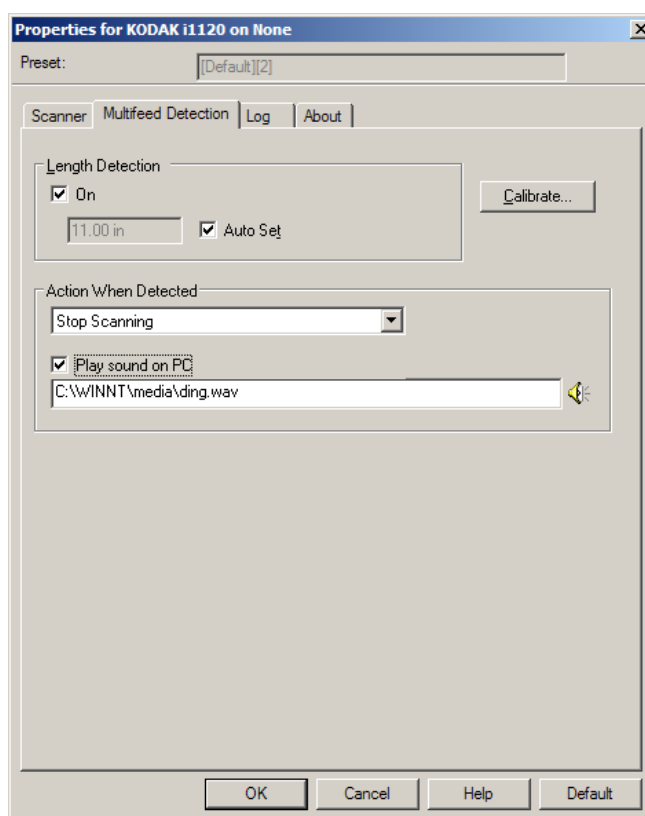 Properties for KODAK i1120 on None
Preset:
[Default][2]
Scanner Multifeed Detection Log About
Length Detection
On
Calibrate...
11.00 in Auto Set
Action When Detected
Stop Scanning
Play sound on PC
C:\WINNT\media\ding.wav
OK Cancel Help Default